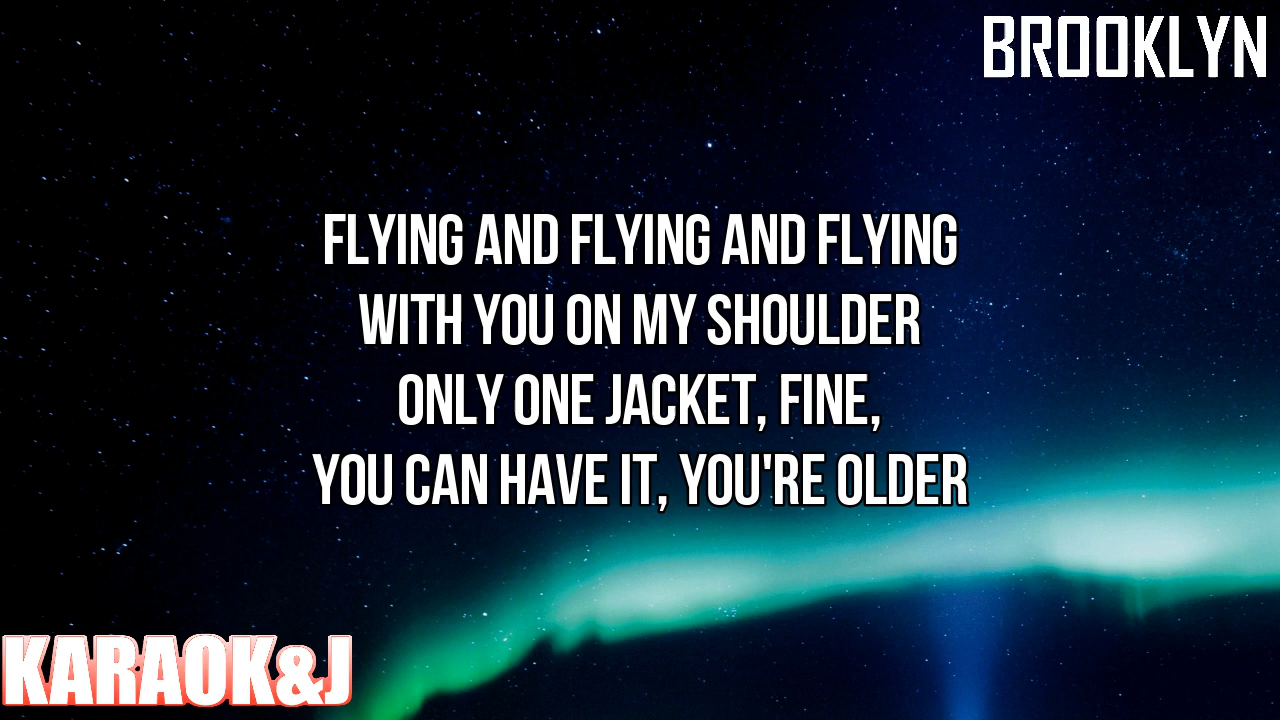 BROOKLYN
FLYING AND FLYING AND FLYING
WITH YOU ON MY SHOULDER
ONLY ONE JACKET, FINE,
YOU CAN HAVE IT, YOU'RE OLDER
KARAOK&J